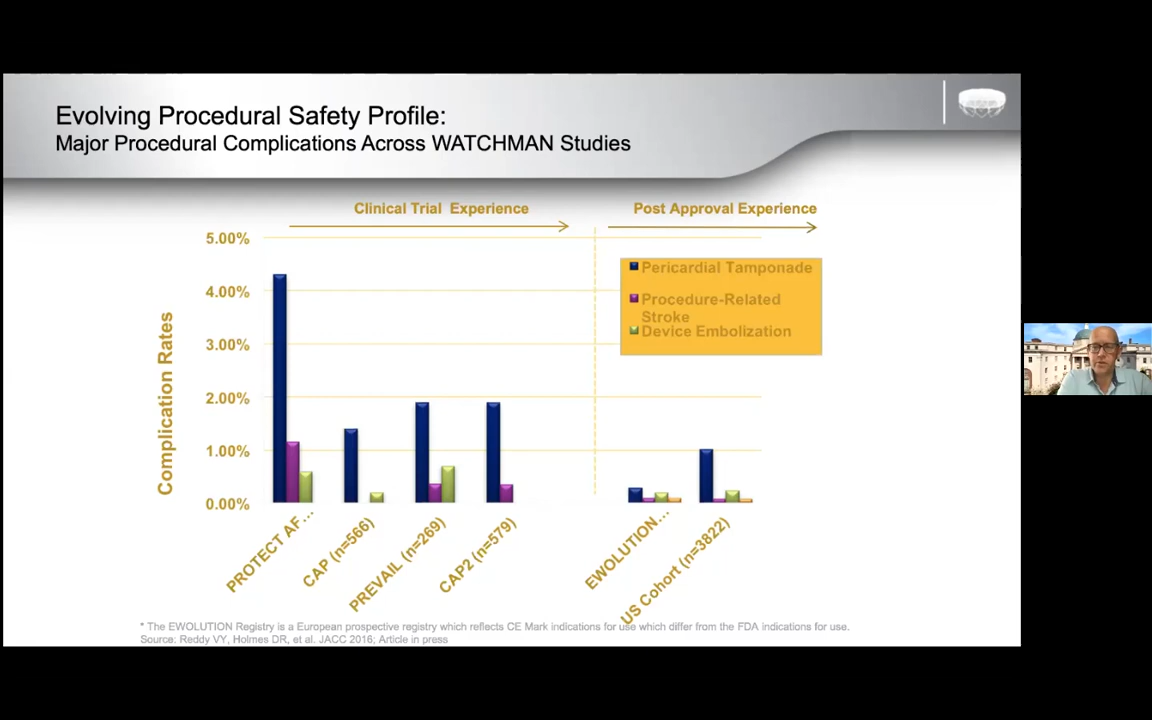 Evolving Procedural Safety Profile:
Major Procedural Complications Across WATCHMAN Studies
Clinical Trial Experience
Post Approval Experience
5.00%
4.00%
3.00%
2.00%
1.00%
0.00%
Complication Rates
Pericardial Tamponade
Procedure-Related
Stroke
Device Embolization
PROTECT AF...
CAP (n=566)
PREVAIL (n=269)
CAP2 (n=579)
EWOLUTION...
US Cohort (n=3822)
* The EWOLUTION Registry is a European prospective registry which reflects CE Mark indications for use which differ from the FDA indications for use.
Source: Reddy VY, Holmes DR, et al. JACC 2016; Article in press